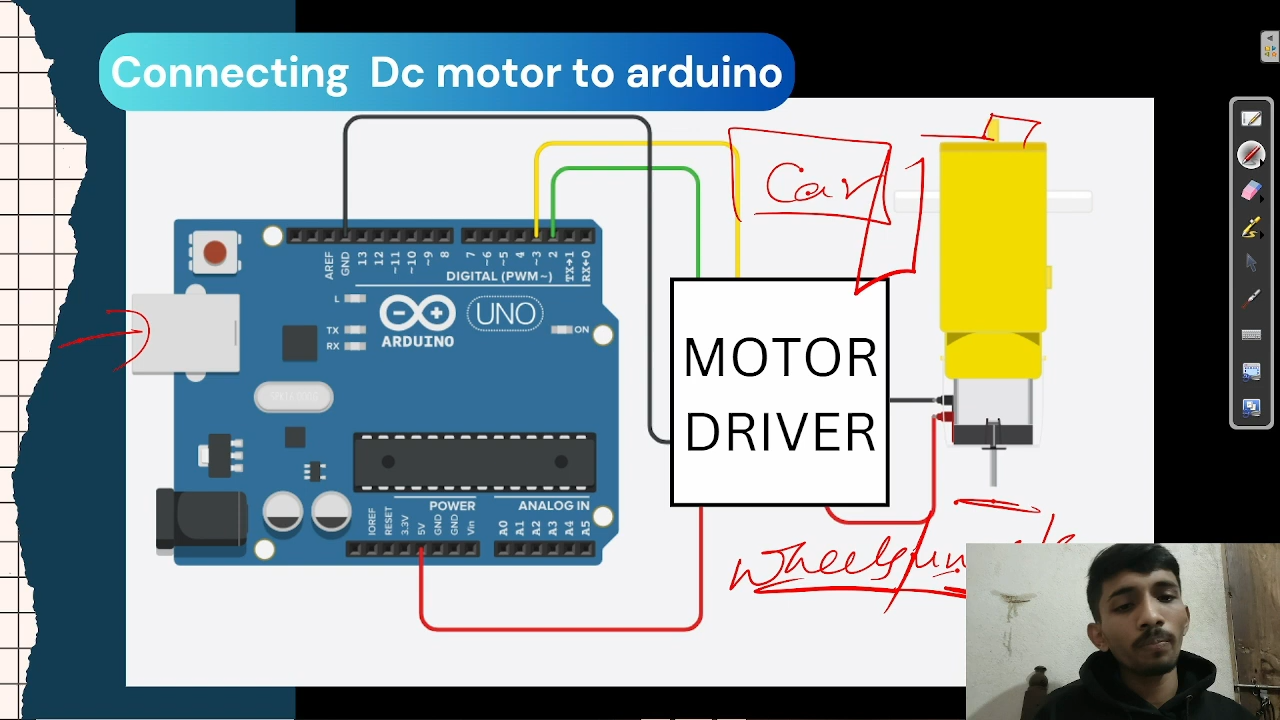 Connecting Dc motor to arduino
Car
AREF
GND
13
12
~11
~10
~9
8
7
~6
~5
4
~3
2
TX→1
RX←0
DIGITAL (PWM~)
L
TX
RX
UNO
ON
ARDUINO
MOTOR
DRIVER
POWER
ANALOG IN
IOREF
RESET
3.3V
5V
GND
GND
Vin
A0
A1
A2
A3
A4
A5
Wheels